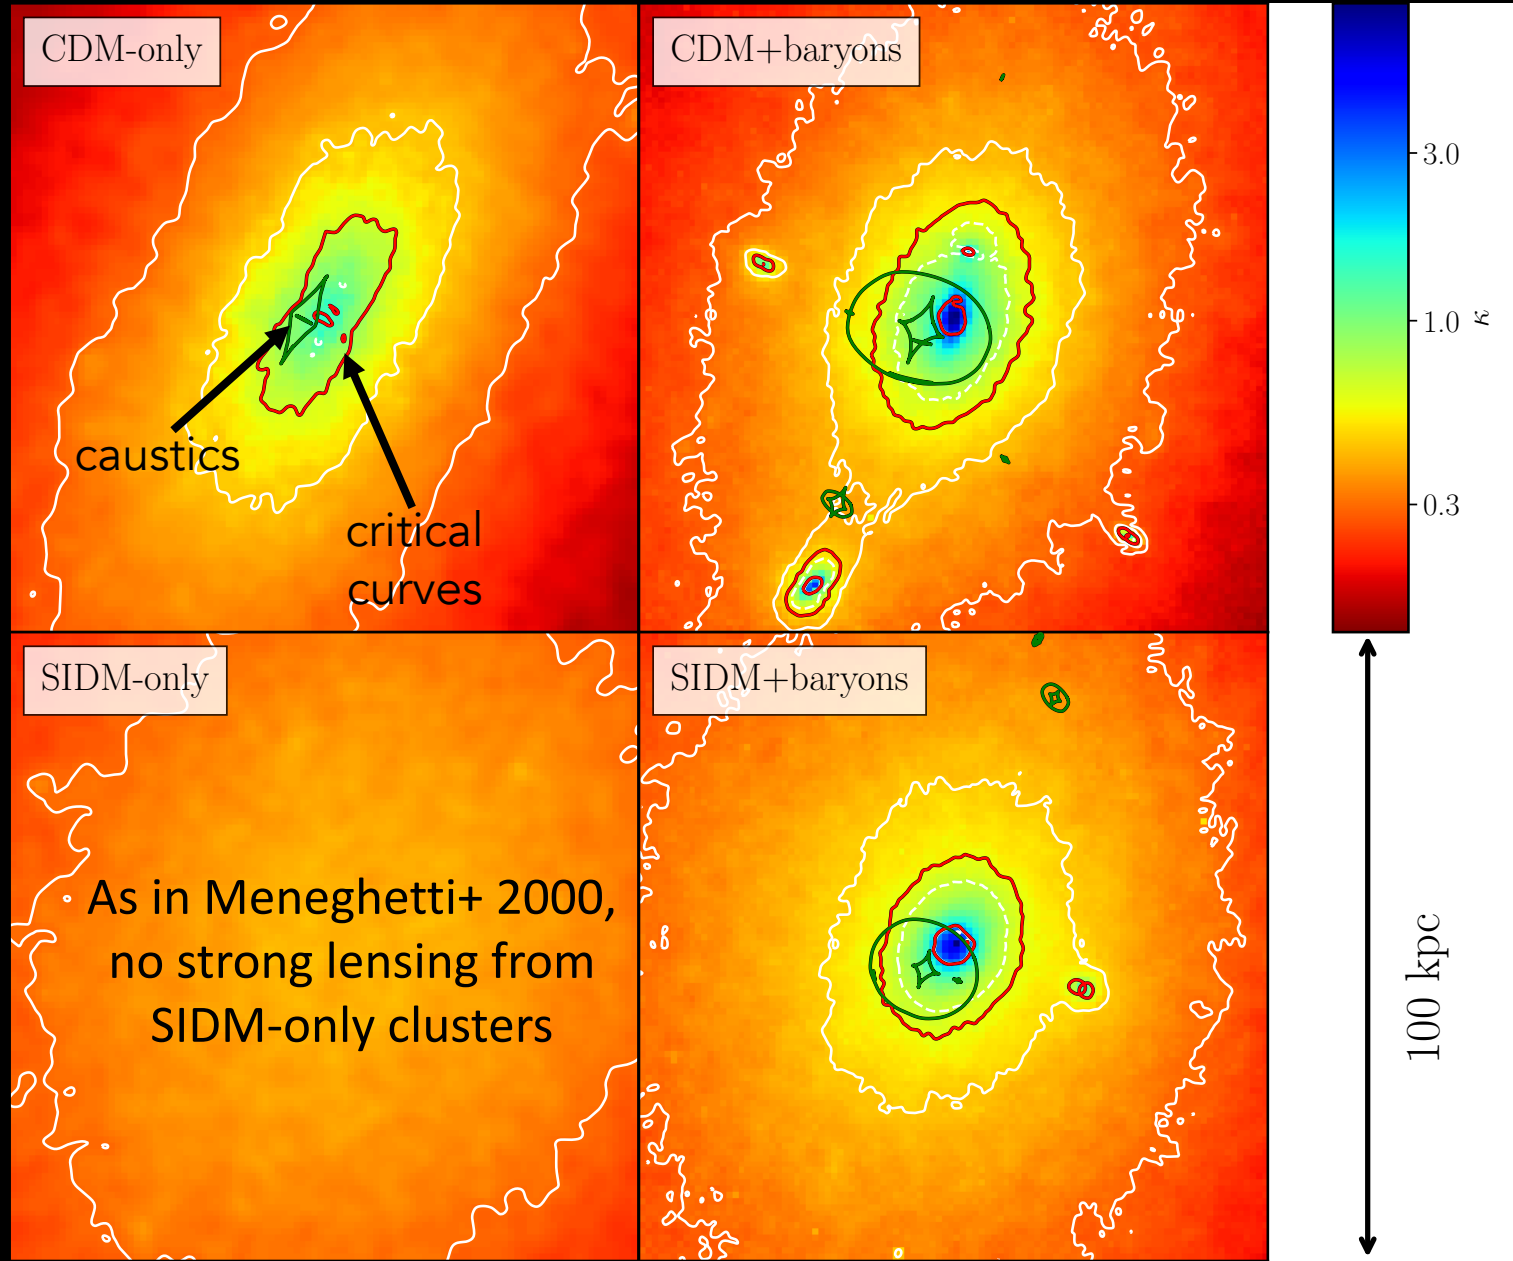 CDM-only
CDM+baryons
caustics
critical
curves
3.0
1.0
κ
0.3
SIDM-only
SIDM+baryons
As in Meneghetti+ 2000,
no strong lensing from
SIDM-only clusters
100 kpc